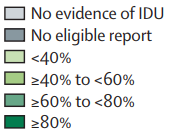 No evidence of IDU
No eligible report
<40%
≥40% to <60%
≥60% to <80%
≥80%